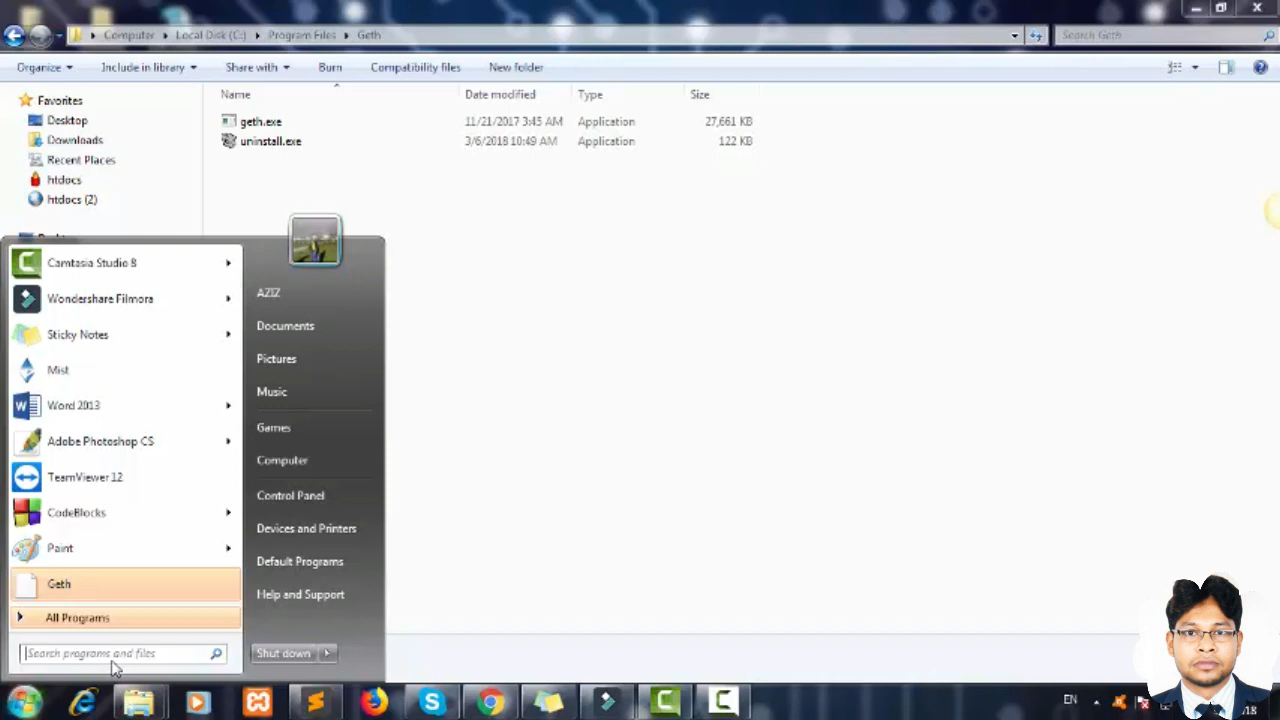 Computer Local Disk (C:) Program Files Geth
Search Geth
Organize Include in library Share with Burn Compatibility files New folder
Name Date modified Type Size
Favorites
Desktop
Downloads
Recent Places
htdocs
htdocs (2)
geth.exe 11/21/2017 3:45 AM Application 27,661 KB
uninstall.exe 3/6/2018 10:49 AM Application 122 KB
Camtasia Studio 8
Wondershare Filmora
Sticky Notes
Mist
Word 2013
Adobe Photoshop CS
TeamViewer 12
CodeBlocks
Paint
Geth
All Programs
Search programs and files
AZIZ
Documents
Pictures
Music
Games
Computer
Control Panel
Devices and Printers
Default Programs
Help and Support
Shut down
EN